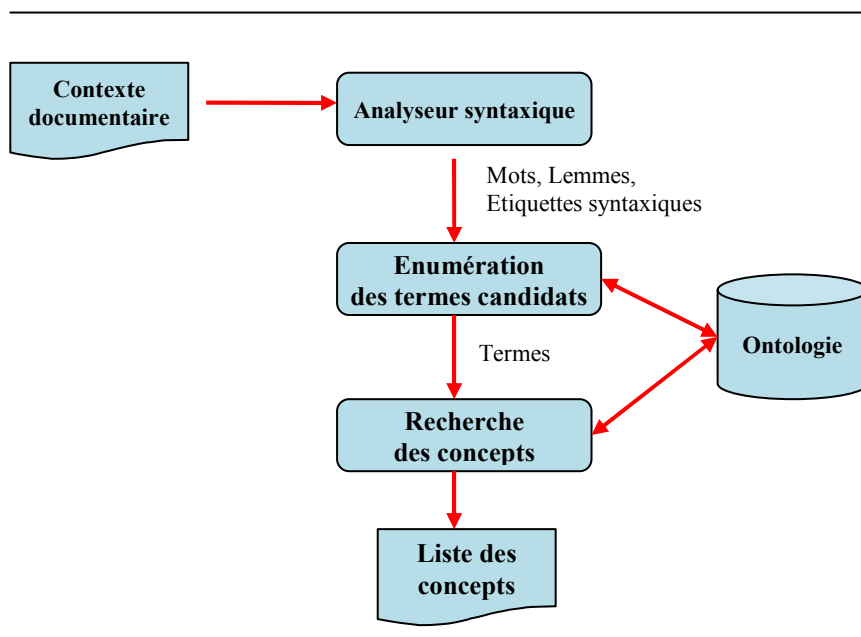 Contexte
documentaire
Analyseur syntaxique
Mots, Lemmes,
Etiquettes syntaxiques
Enumération
des termes candidats
Ontologie
Termes
Recherche
des concepts
Liste des
concepts